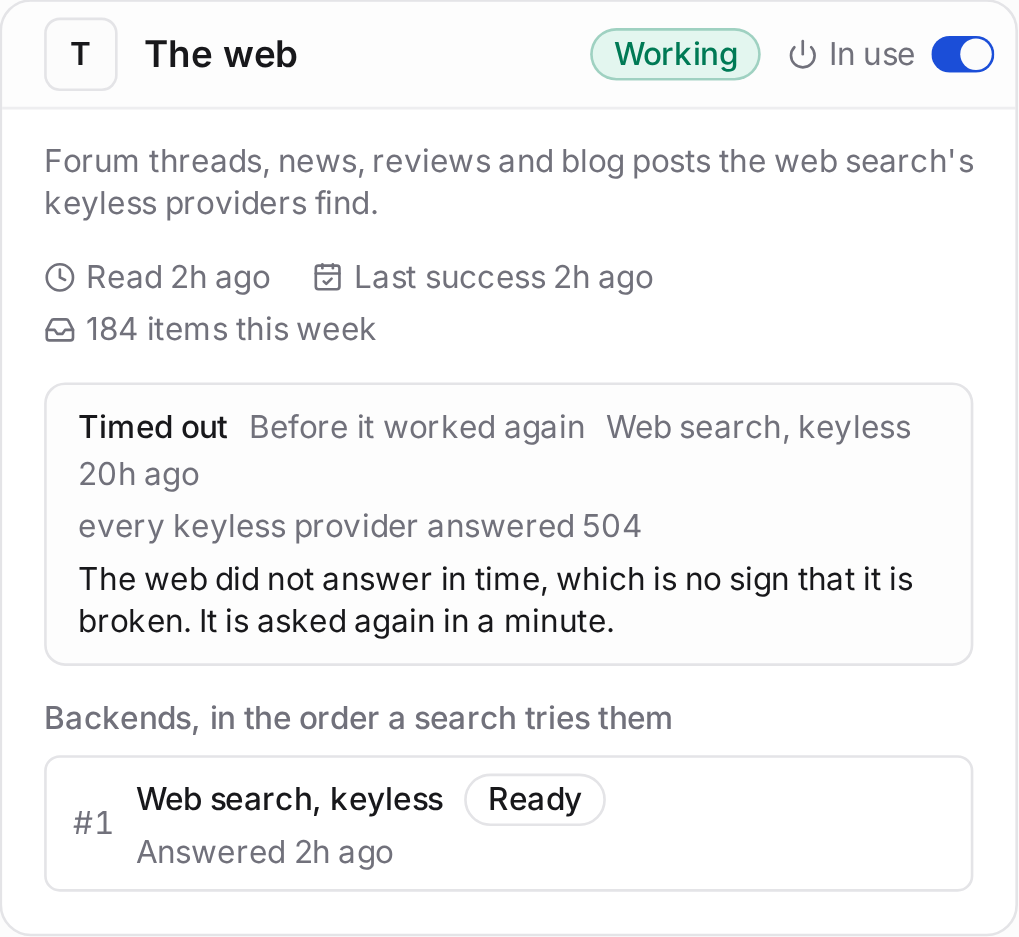 T The web Working In use
Forum threads, news, reviews and blog posts the web search's
keyless providers find.
Read 2h ago Last success 2h ago
184 items this week
Timed out Before it worked again Web search, keyless
20h ago
every keyless provider answered 504
The web did not answer in time, which is no sign that it is
broken. It is asked again in a minute.
Backends, in the order a search tries them
#1 Web search, keyless Ready
Answered 2h ago